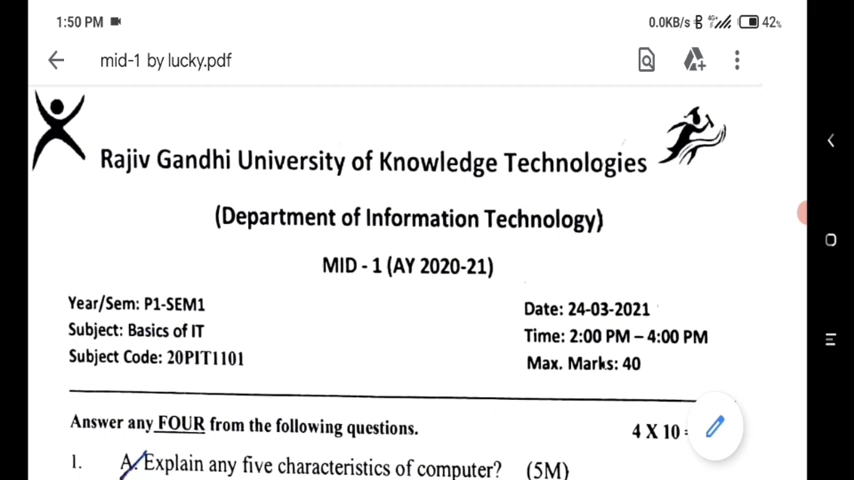 1:50 PM 0.0KB/s 4G+ 42%
mid-1 by lucky.pdf
Rajiv Gandhi University of Knowledge Technologies
(Department of Information Technology)
MID - 1 (AY 2020-21)
Year/Sem: P1-SEM1 Date: 24-03-2021
Subject: Basics of IT Time: 2:00 PM – 4:00 PM
Subject Code: 20PIT1101 Max. Marks: 40
Answer any FOUR from the following questions. 4 X 10 =
1. A. Explain any five characteristics of computer? (5M)